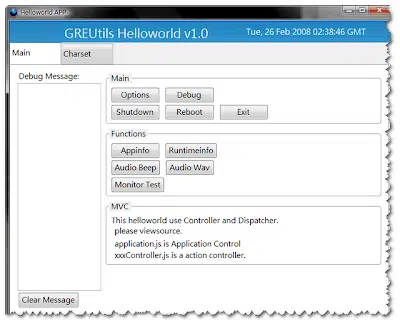 Helloworld APP
GREUtils Helloworld v1.0
Tue, 26 Feb 2008 02:38:46 GMT
Main
Charset
Debug Message:
Clear Message
Main
Options
Debug
Shutdown
Reboot
Exit
Functions
Appinfo
Runtimeinfo
Audio Beep
Audio Wav
Monitor Test
MVC
This helloworld use Controller and Dispatcher.
please viewsource.
application.js is Application Control
xxxController.js is a action controller.